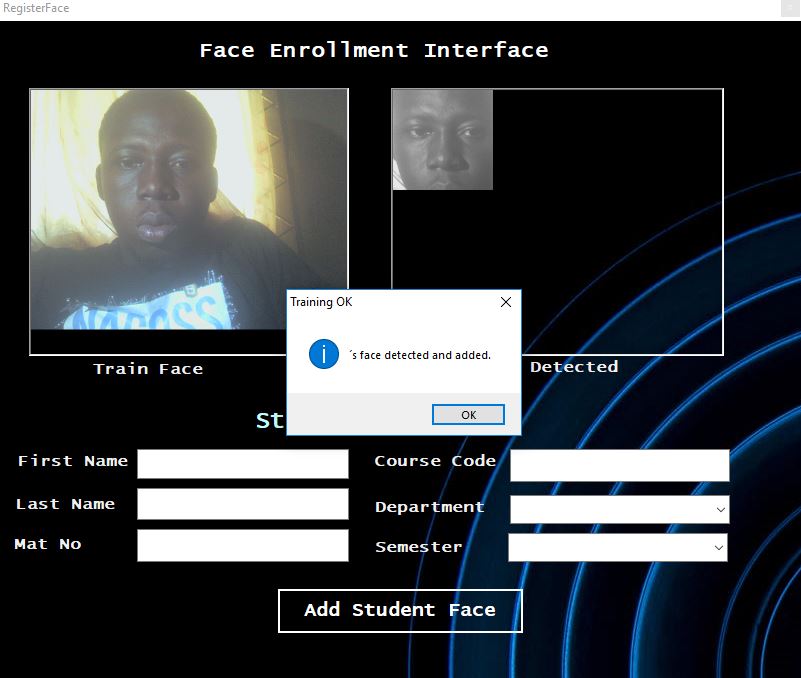 RegisterFace
Face Enrollment Interface
Training OK
´s face detected and added.
OK
Train Face
Detected
St
First Name
Course Code
Last Name
Department
Mat No
Semester
Add Student Face